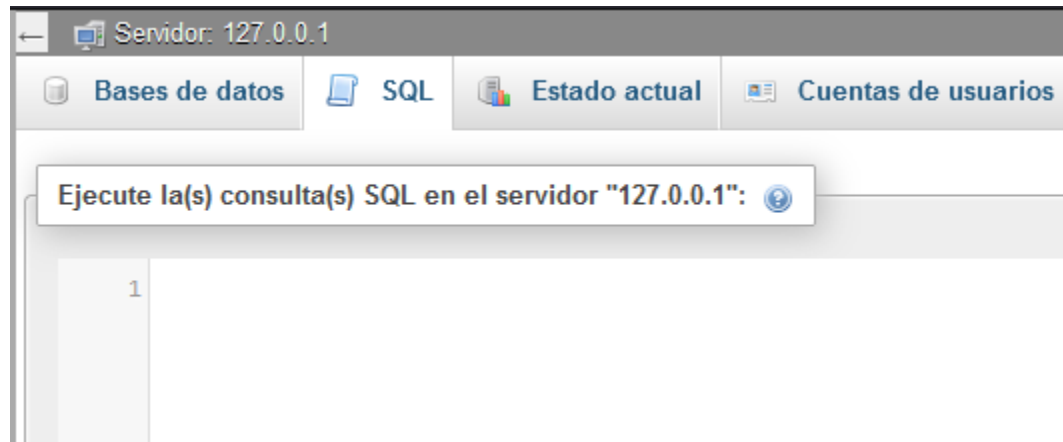 ← Servidor: 127.0.0.1
Bases de datos SQL Estado actual Cuentas de usuarios
Ejecute la(s) consulta(s) SQL en el servidor "127.0.0.1":
1